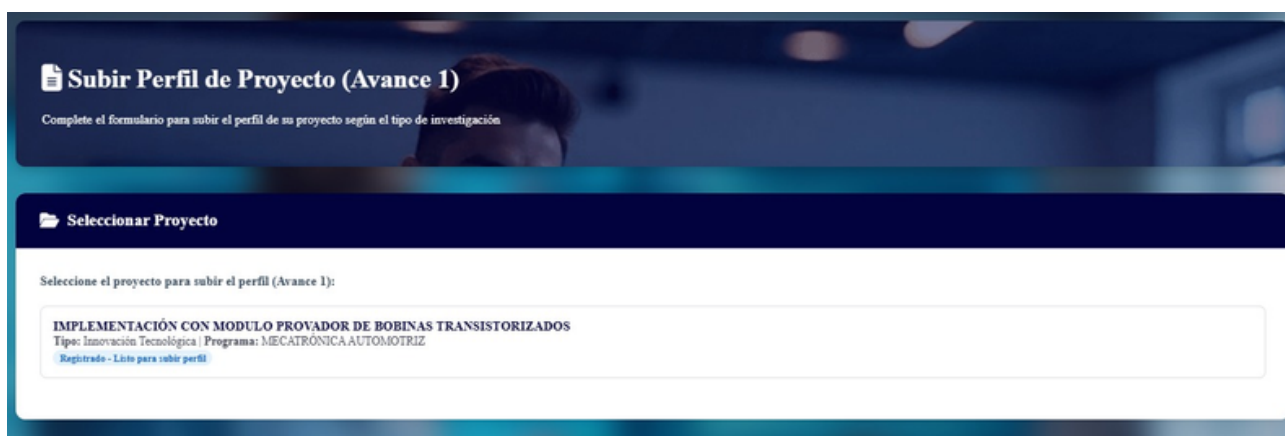 Subir Perfil de Proyecto (Avance 1)
Complete el formulario para subir el perfil de su proyecto según el tipo de investigación
Seleccionar Proyecto
Seleccione el proyecto para subir el perfil (Avance 1):
IMPLEMENTACIÓN CON MODULO PROVADOR DE BOBINAS TRANSISTORIZADOS
Tipo: Innovación Tecnológica | Programa: MECATRÓNICA AUTOMOTRIZ
Registrado - Listo para subir perfil